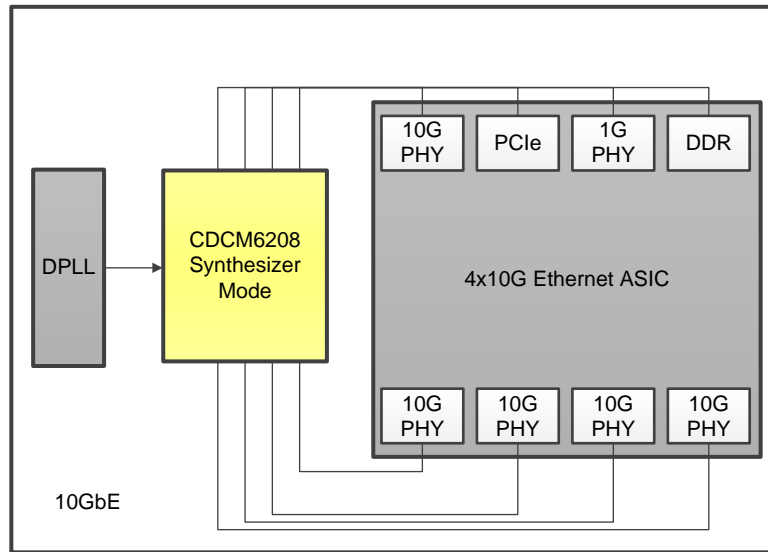 10G
PHY
PCIe
1G
PHY
DDR
DPLL
CDCM6208
Synthesizer
Mode
4x10G Ethernet ASIC
10G
PHY
10G
PHY
10G
PHY
10G
PHY
10GbE